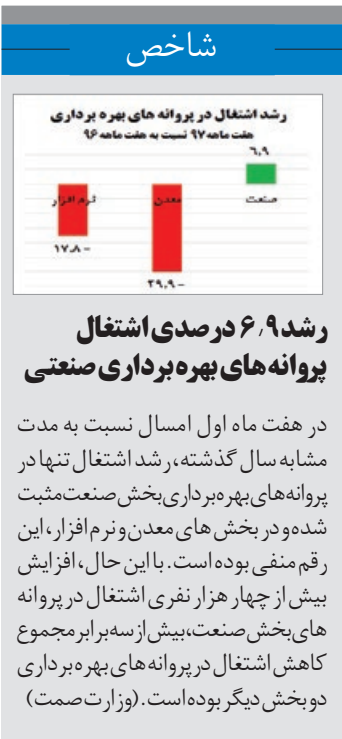 شاخص
رشد اشتغال در پروانه های بهره برداری
هفت ماهه ۹۷ نسبت به هفت ماهه ۹۶
۶,۹
نرم افزار
معدن
صنعت
-۱۷,۸
-۲۹,۹
رشد ۶٫۹ درصدی اشتغال
پروانه‌های بهره‌برداری صنعتی
در هفت ماه اول امسال نسبت به مدت
مشابه سال گذشته، رشد اشتغال تنها در
پروانه‌های بهره‌برداری بخش صنعت مثبت
شده و در بخش های معدن و نرم افزار، این
رقم منفی بوده است. با این حال، افزایش
بیش از چهار هزار نفری اشتغال در پروانه
های بخش صنعت، بیش از سه برابر مجموع
کاهش اشتغال در پروانه های بهره برداری
دو بخش دیگر بوده است. (وزارت صمت)